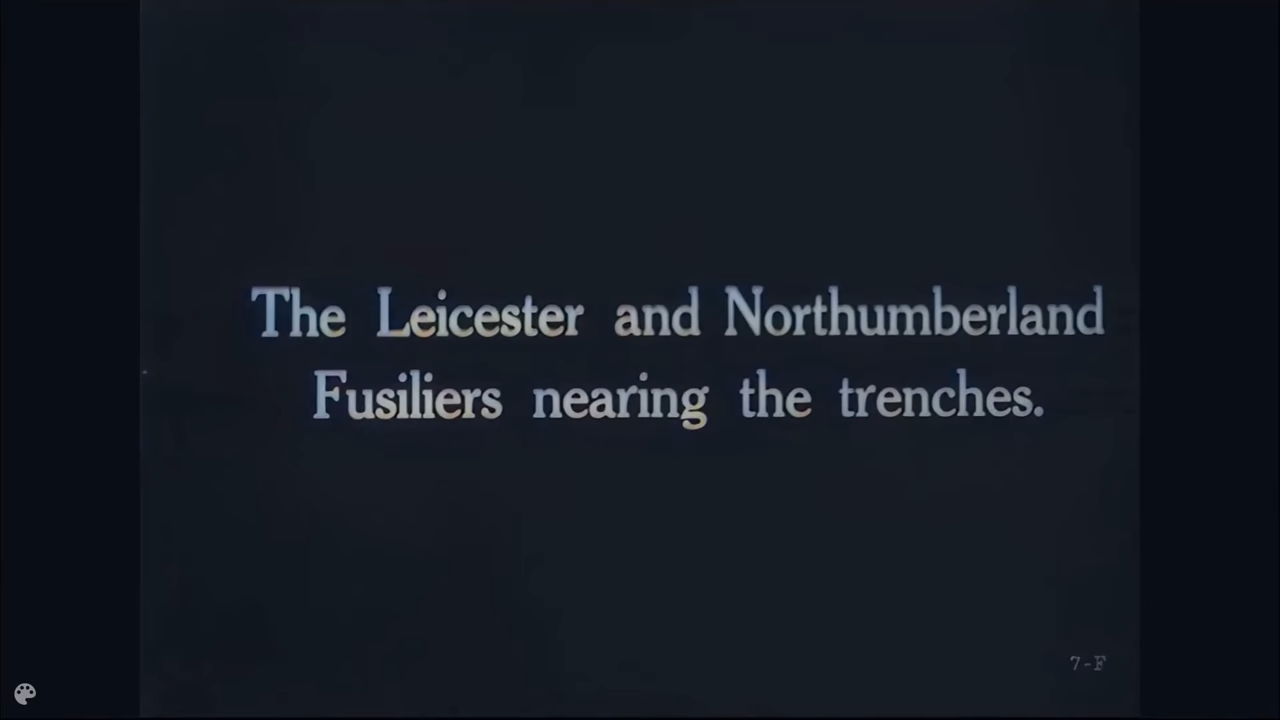 The Leicester and Northumberland
Fusiliers nearing the trenches.
7-F